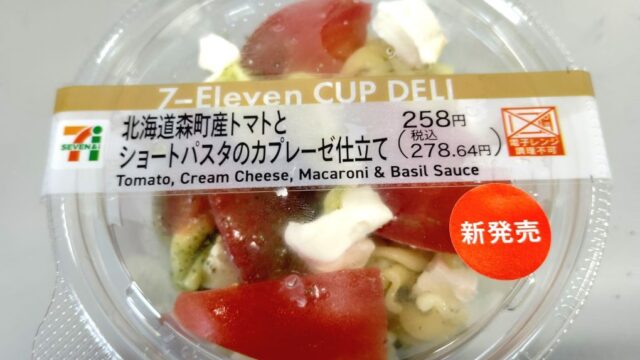 7-Eleven CUP DELI
北海道森町産トマトと
ショートパスタのカプレーゼ仕立て
258円
(税込 278.64円)
Tomato, Cream Cheese, Macaroni & Basil Sauce
7i
SEVEN&i
電子レンジ
調理不可
新発売